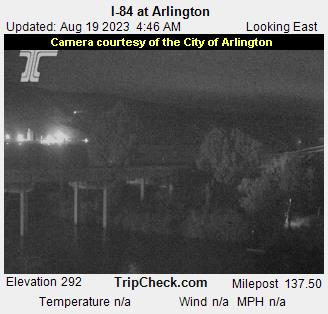 I-84 at Arlington
Updated: Aug 19 2023 4:46 AM Looking East
Camera courtesy of the City of Arlington
Elevation 292 TripCheck.com Milepost 137.50
Temperature n/a Wind n/a MPH n/a